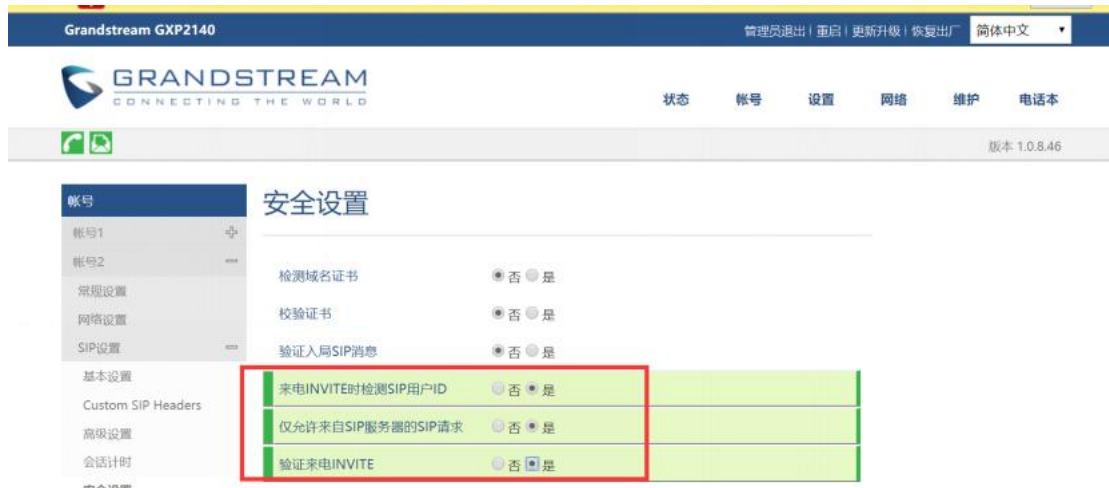 Grandstream GXP2140
管理员退出 | 重启 | 更新升级 | 恢复出厂 简体中文
GRANDSTREAM
CONNECTING THE WORLD
状态 帐号 设置 网络 维护 电话本
版本 1.0.8.46
帐号
安全设置
帐号1
帐号2
检测域名证书 否 是
常规设置
校验证书 否 是
网络设置
SIP设置
验证入局SIP消息 否 是
基本设置
来电INVITE时检测SIP用户ID 否 是
Custom SIP Headers
仅允许来自SIP服务器的SIP请求 否 是
高级设置
会话计时
验证来电INVITE 否 是